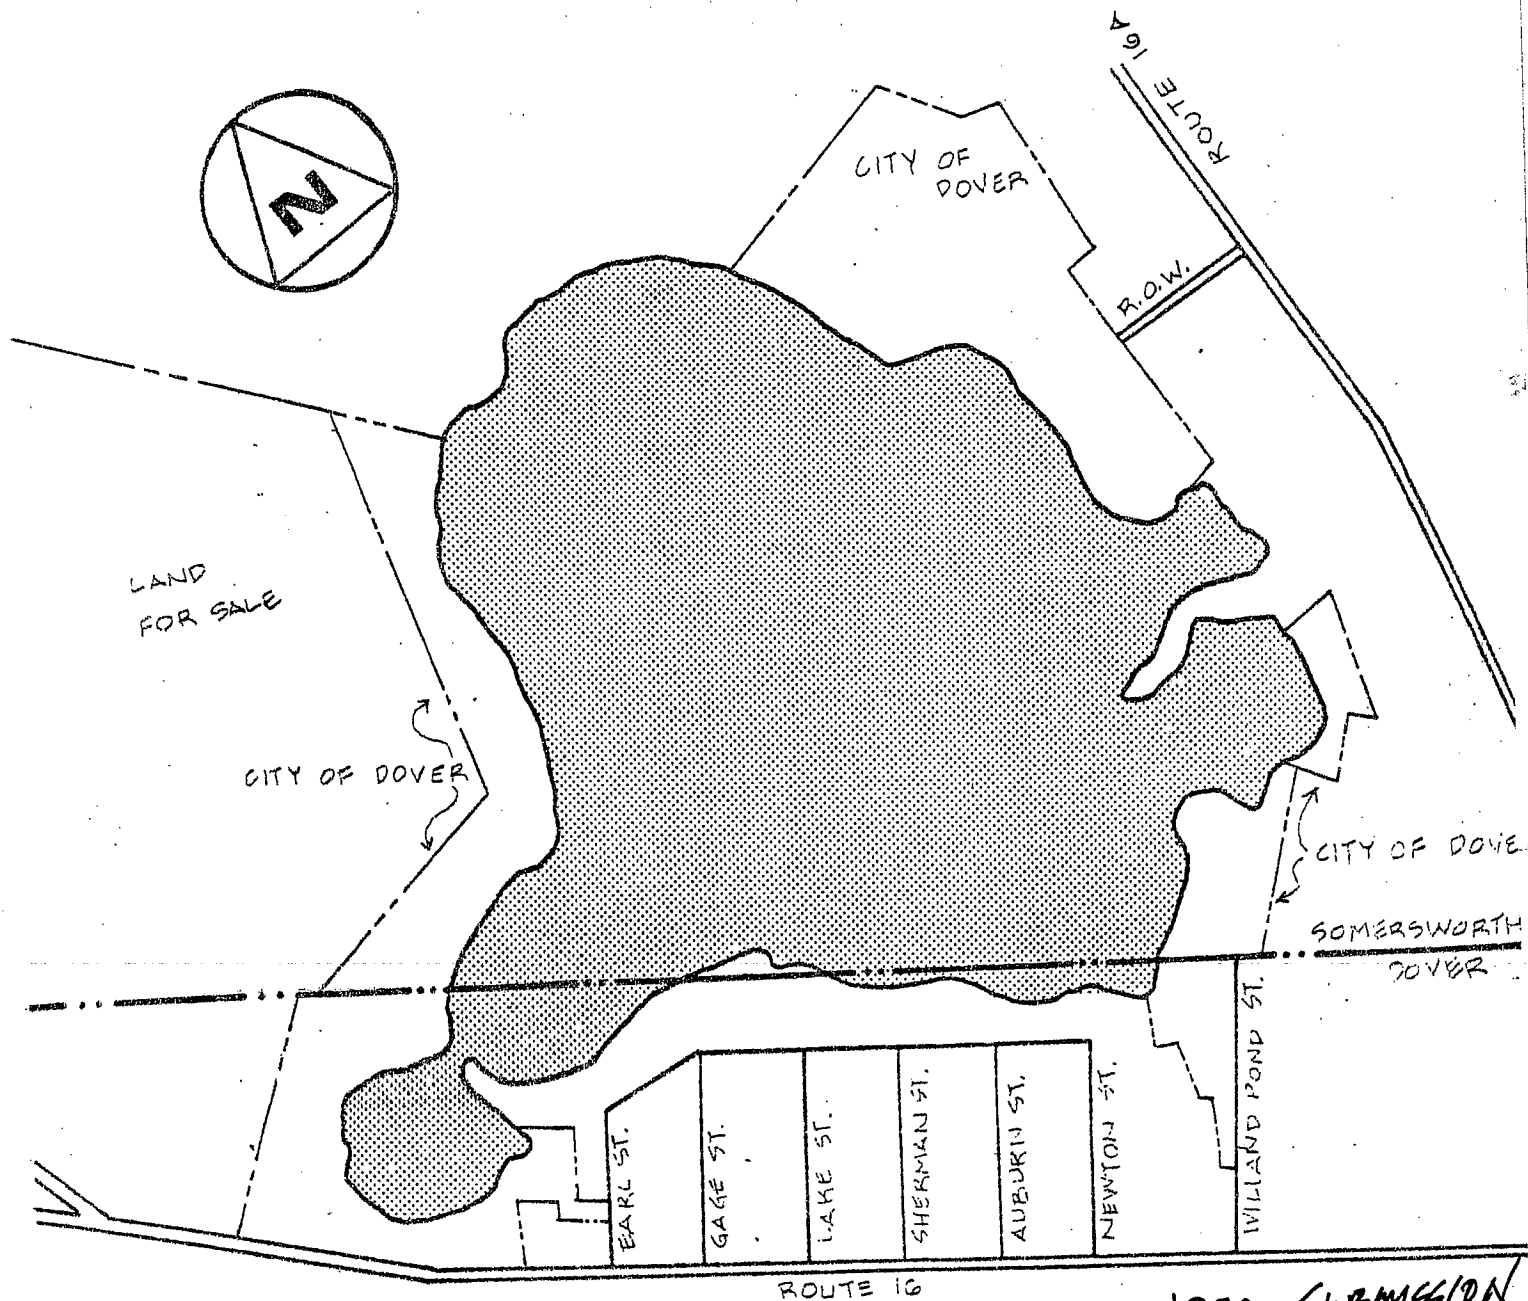 ROUTE 16A
N
CITY OF
DOVER
R.O.W.
LAND
FOR SALE
CITY OF DOVER
CITY OF DOVE
SOMERSWORTH
DOVER
EARL ST.
GAGE ST.
LAKE ST.
SHERMAN ST.
AUBURN ST.
NEWTON ST.
WILLAND POND ST.
ROUTE 16
SUBMISSION